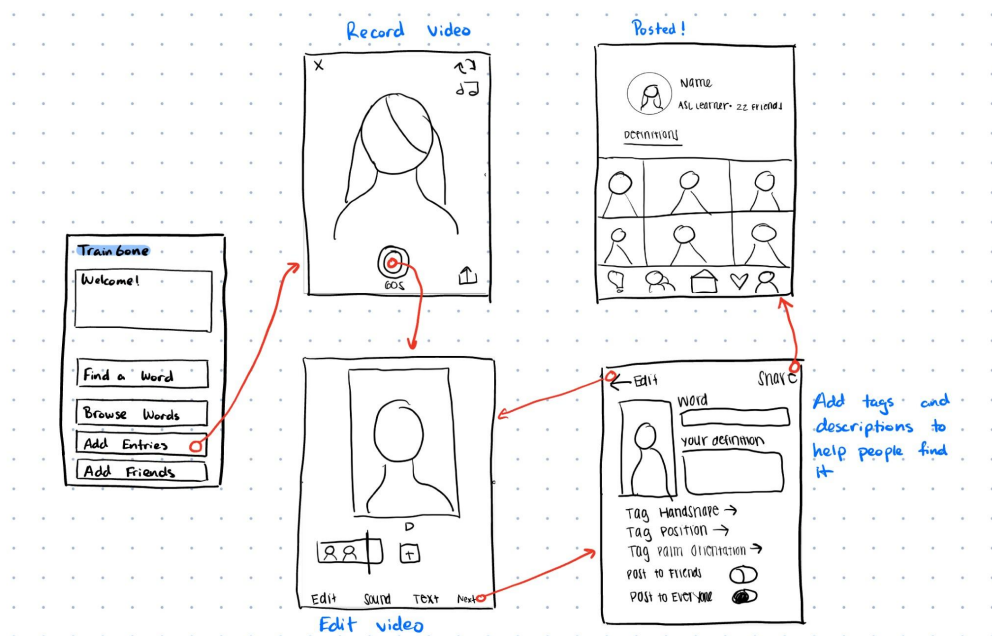 Record Video
Posted!
X
Name
ASL Learner • 22 Friends
Definitions
60s
Trainbone
Welcome!
Find a Word
Browse Words
Add Entries
Add Friends
Edit
Sound
Text
Next
Edit video
← Edit
Share
Word
Your definition
Tag Handshape →
Tag Position →
Tag Palm Orientation →
Post to Friends
Post to Everyone
Add tags and
descriptions to
help people find
it